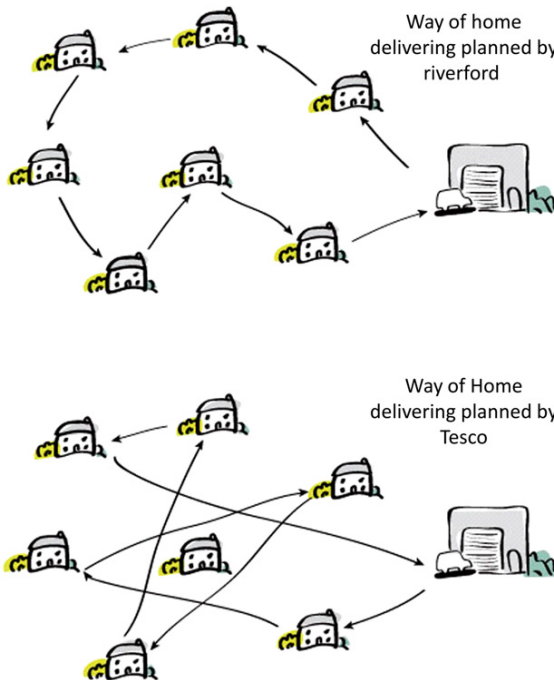 Way of home
delivering planned by
riverford
Way of Home
delivering planned by
Tesco